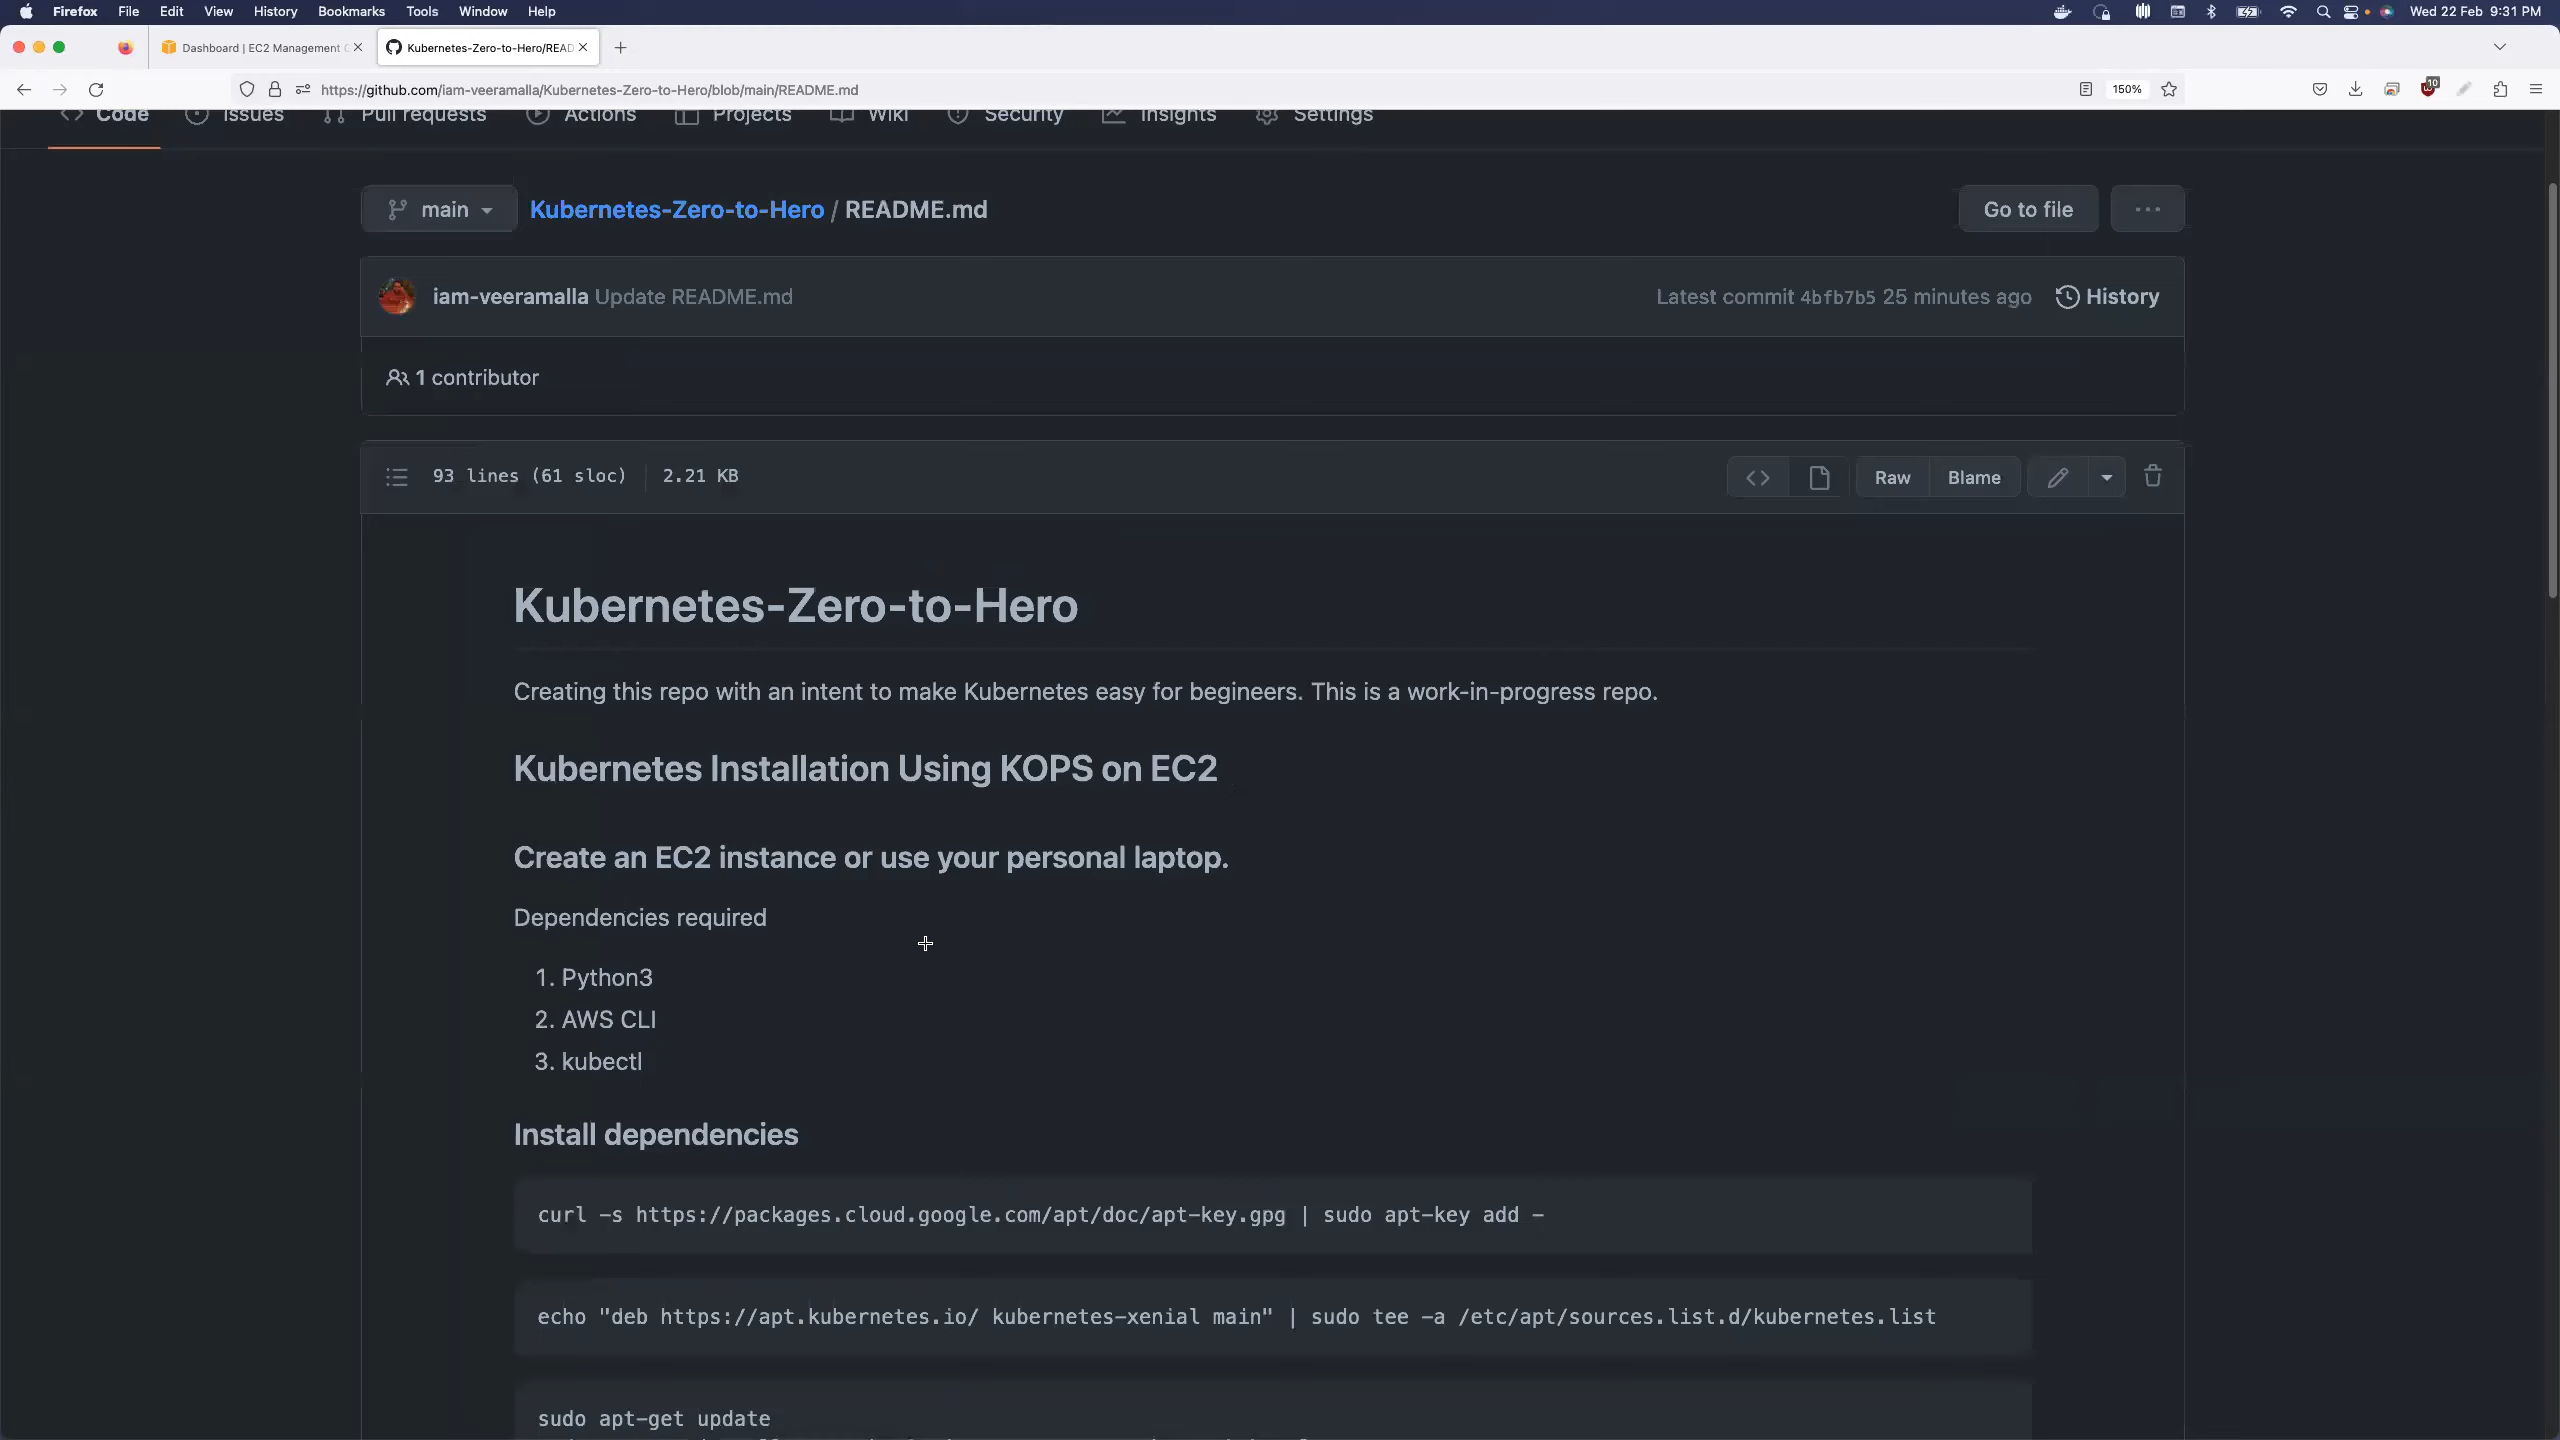 Firefox File Edit View History Bookmarks Tools Window Help Wed 22 Feb 9:31 PM
Dashboard | EC2 Management C Kubernetes-Zero-to-Hero/READ
https://github.com/iam-veeramalla/Kubernetes-Zero-to-Hero/blob/main/README.md 150% 10
Code Issues Pull requests Actions Projects Wiki Security Insights Settings
main Kubernetes-Zero-to-Hero / README.md Go to file ...
iam-veeramalla Update README.md Latest commit 4bfb7b5 25 minutes ago History
1 contributor
93 lines (61 sloc) 2.21 KB Raw Blame
Kubernetes-Zero-to-Hero
Creating this repo with an intent to make Kubernetes easy for begineers. This is a work-in-progress repo.
Kubernetes Installation Using KOPS on EC2
Create an EC2 instance or use your personal laptop.
Dependencies required
1. Python3
2. AWS CLI
3. kubectl
Install dependencies
curl -s https://packages.cloud.google.com/apt/doc/apt-key.gpg | sudo apt-key add -
echo "deb https://apt.kubernetes.io/ kubernetes-xenial main" | sudo tee -a /etc/apt/sources.list.d/kubernetes.list
sudo apt-get update